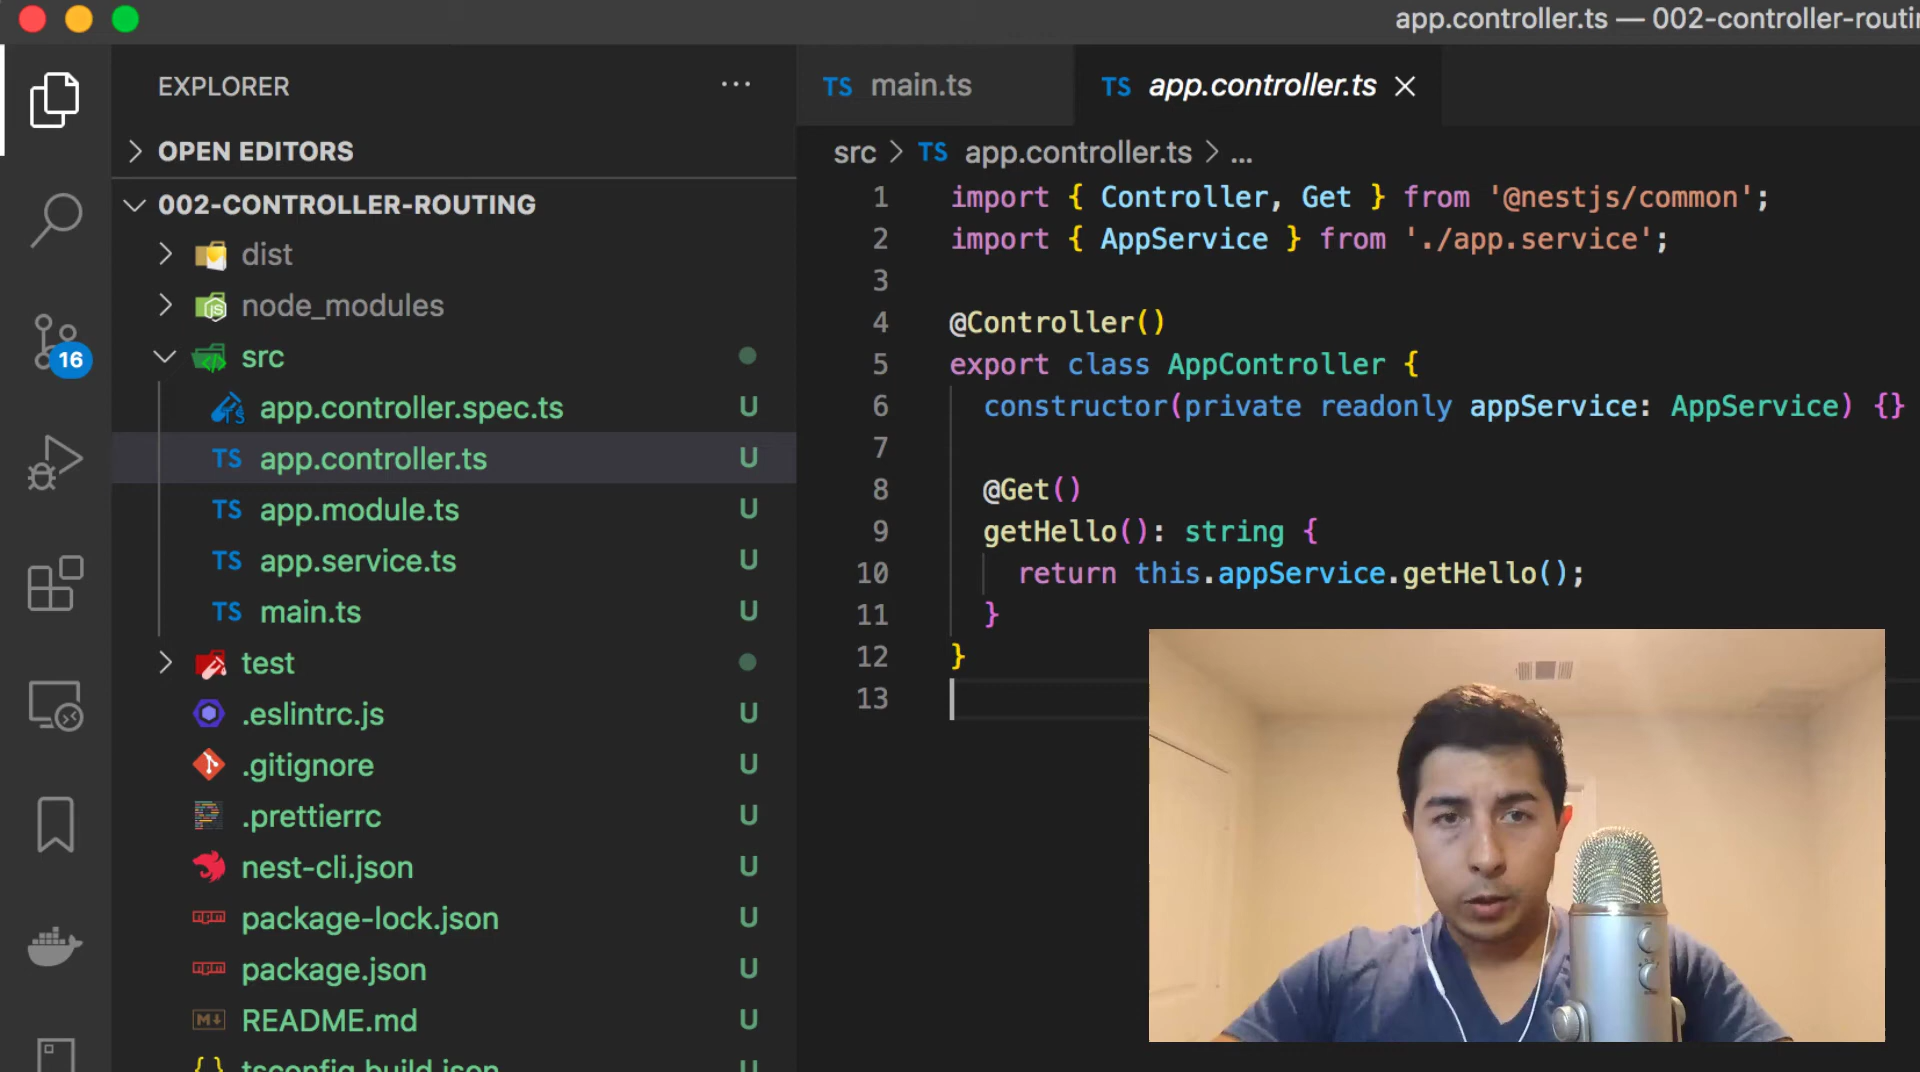 app.controller.ts — 002-controller-routin
EXPLORER
OPEN EDITORS
002-CONTROLLER-ROUTING
dist
node_modules
src
app.controller.spec.ts U
TS app.controller.ts U
TS app.module.ts U
TS app.service.ts U
TS main.ts U
test
.eslintrc.js U
.gitignore U
.prettierrc U
nest-cli.json U
package-lock.json U
package.json U
README.md U
tsconfig.build.json U
16
TS main.ts
TS app.controller.ts
src > TS app.controller.ts > ...
1 import { Controller, Get } from '@nestjs/common';
2 import { AppService } from './app.service';
3
4 @Controller()
5 export class AppController {
6 constructor(private readonly appService: AppService) {}
7
8 @Get()
9 getHello(): string {
10 return this.appService.getHello();
11 }
12 }
13